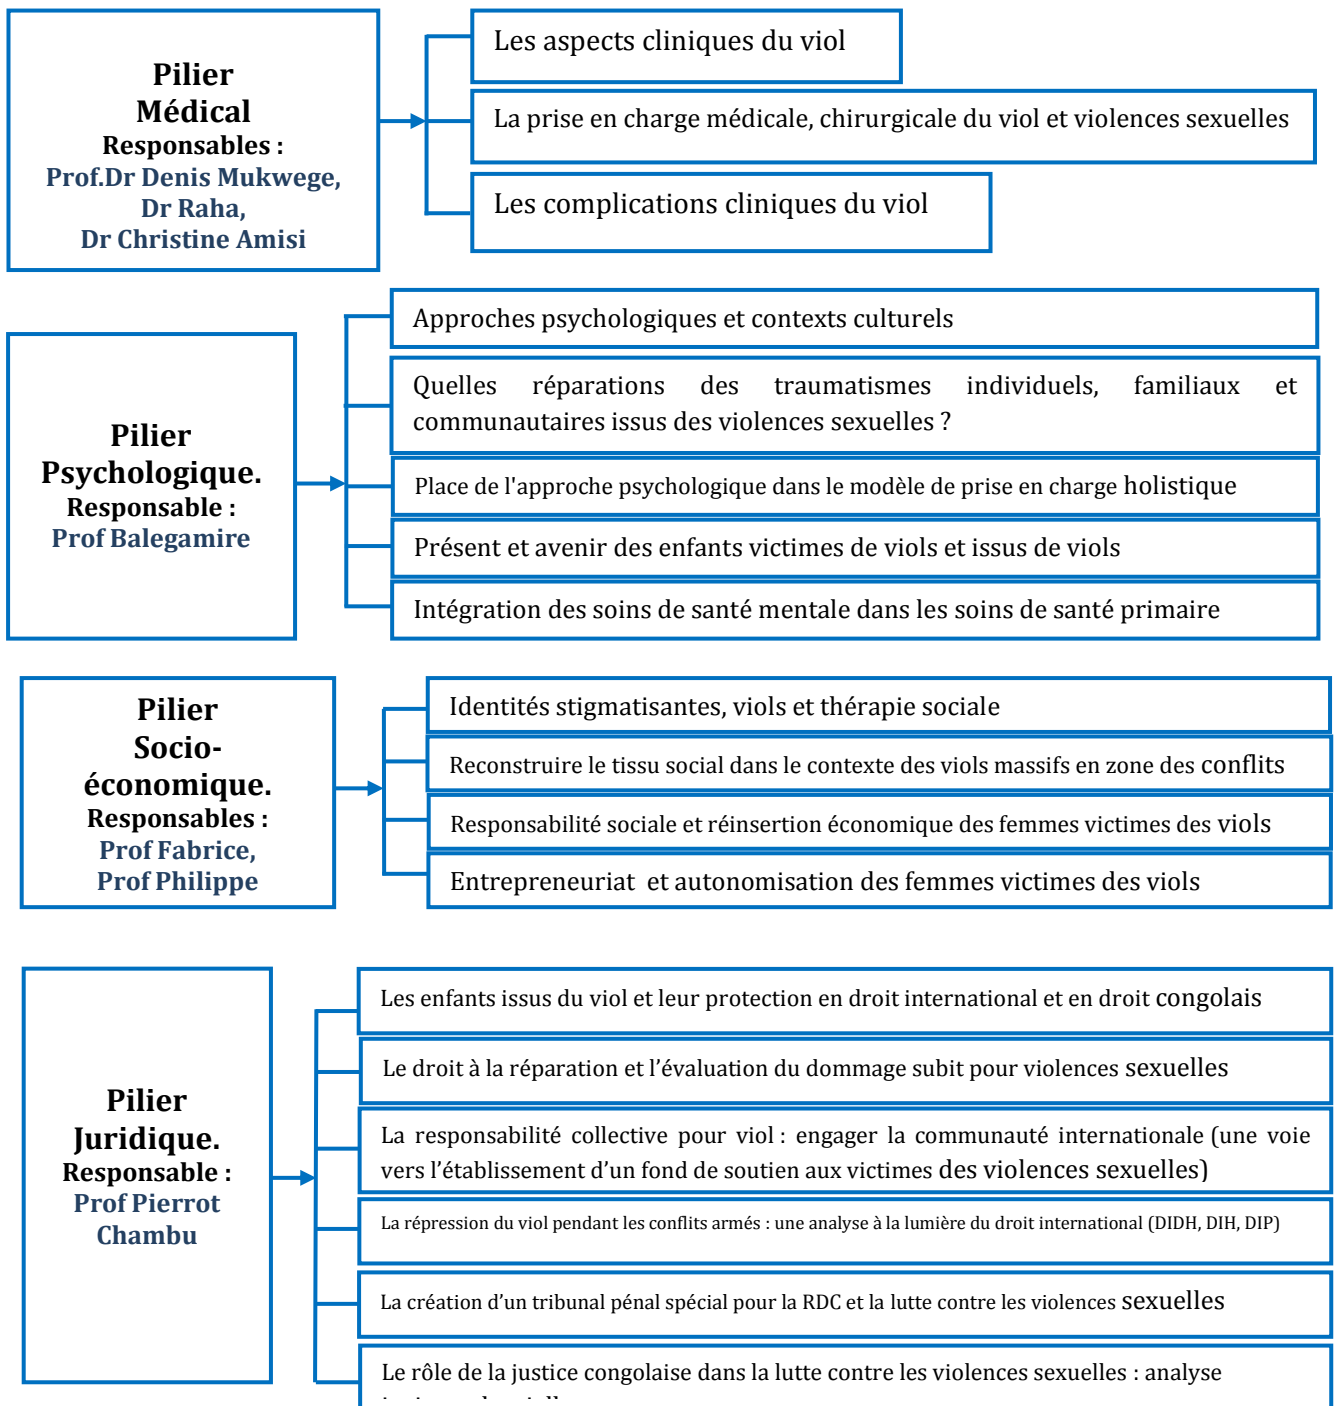 Pilier
Médical
Responsables :
Prof.Dr Denis Mukwege,
Dr Raha,
Dr Christine Amisi
Les aspects cliniques du viol
La prise en charge médicale, chirurgicale du viol et violences sexuelles
Les complications cliniques du viol
Pilier
Psychologique.
Responsable :
Prof Balegamire
Approches psychologiques et contexts culturels
Quelles réparations des traumatismes individuels, familiaux et
communautaires issus des violences sexuelles ?
Place de l'approche psychologique dans le modèle de prise en charge holistique
Présent et avenir des enfants victimes de viols et issus de viols
Intégration des soins de santé mentale dans les soins de santé primaire
Pilier
Socio-
économique.
Responsables :
Prof Fabrice,
Prof Philippe
Identités stigmatisantes, viols et thérapie sociale
Reconstruire le tissu social dans le contexte des viols massifs en zone des conflits
Responsabilité sociale et réinsertion économique des femmes victimes des viols
Entrepreneuriat et autonomisation des femmes victimes des viols
Pilier
Juridique.
Responsable :
Prof Pierrot
Chambu
Les enfants issus du viol et leur protection en droit international et en droit congolais
Le droit à la réparation et l’évaluation du dommage subit pour violences sexuelles
La responsabilité collective pour viol : engager la communauté internationale (une voie
vers l’établissement d’un fond de soutien aux victimes des violences sexuelles)
La répression du viol pendant les conflits armés : une analyse à la lumière du droit international (DIDH, DIH, DIP)
La création d’un tribunal pénal spécial pour la RDC et la lutte contre les violences sexuelles
Le rôle de la justice congolaise dans la lutte contre les violences sexuelles : analyse